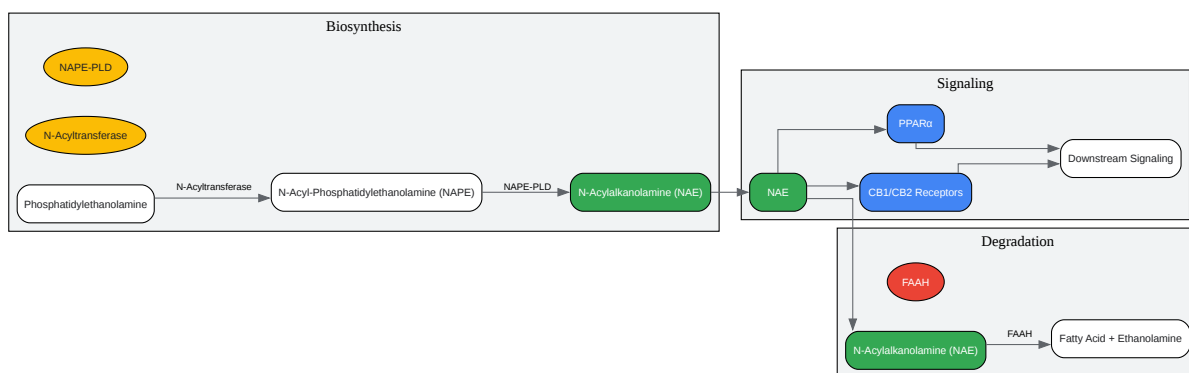 Biosynthesis
NAPE-PLD
N-Acyltransferase
Phosphatidylethanolamine
N-Acyltransferase
N-Acyl-Phosphatidylethanolamine (NAPE)
NAPE-PLD
N-Acylalkanolamine (NAE)
Signaling
NAE
PPARα
CB1/CB2 Receptors
Downstream Signaling
Degradation
FAAH
N-Acylalkanolamine (NAE)
FAAH
Fatty Acid + Ethanolamine